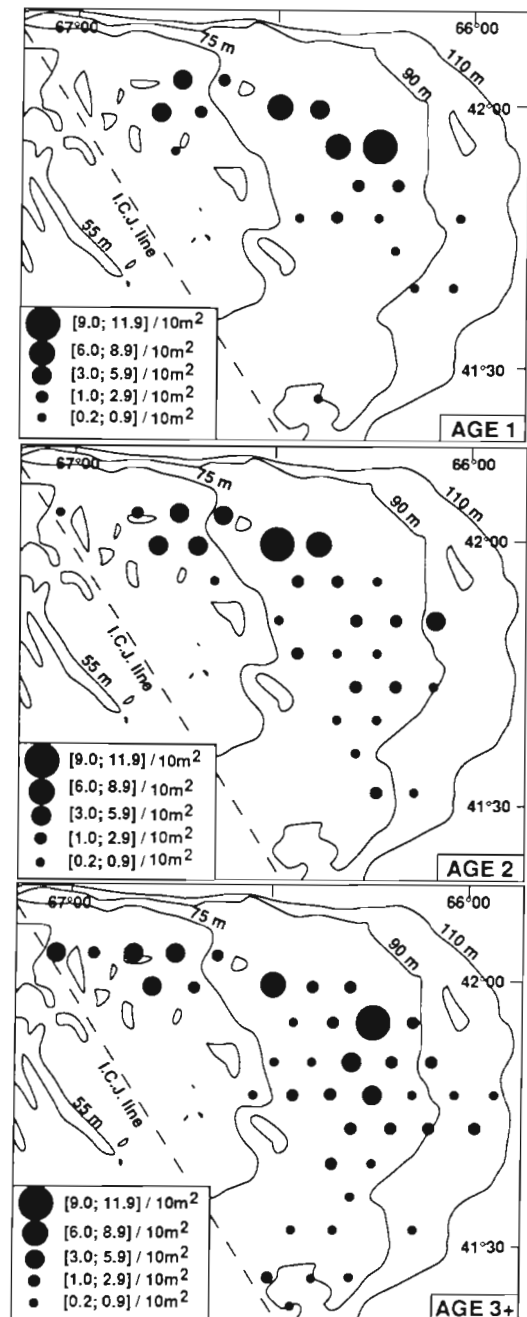 67°00
66°00
75 m
110 m
90 m
42°00
I.C.J. line
55 m
[9.0; 11.9] / 10m²
[6.0; 8.9] / 10m²
[3.0; 5.9] / 10m²
[1.0; 2.9] / 10m²
[0.2; 0.9] / 10m²
41°30
AGE 1
67°00
66°00
75 m
110 m
90 m
42°00
I.C.J. line
55 m
[9.0; 11.9] / 10m²
[6.0; 8.9] / 10m²
[3.0; 5.9] / 10m²
[1.0; 2.9] / 10m²
[0.2; 0.9] / 10m²
41°30
AGE 2
67°00
66°00
75 m
110 m
90 m
42°00
I.C.J. line
55 m
[9.0; 11.9] / 10m²
[6.0; 8.9] / 10m²
[3.0; 5.9] / 10m²
[1.0; 2.9] / 10m²
[0.2; 0.9] / 10m²
41°30
AGE 3+